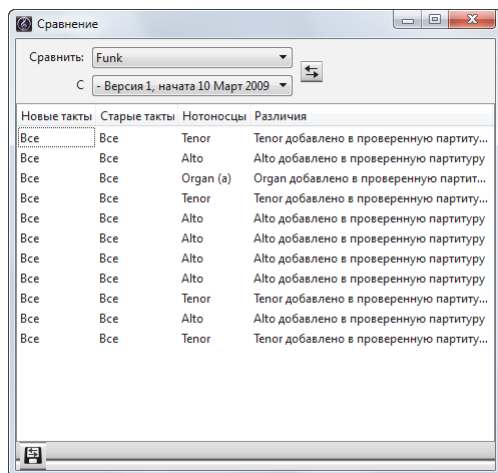 Сравнение
Сравнить: Funk
С - Версия 1, начата 10 Март 2009
Новые такты Старые такты Нотоносцы Различия
Все Все Tenor Tenor добавлено в проверенную партиту...
Все Все Alto Alto добавлено в проверенную партитуру
Все Все Organ (a) Organ добавлено в проверенную партит...
Все Все Tenor Tenor добавлено в проверенную партиту...
Все Все Alto Alto добавлено в проверенную партитуру
Все Все Alto Alto добавлено в проверенную партитуру
Все Все Alto Alto добавлено в проверенную партитуру
Все Все Alto Alto добавлено в проверенную партитуру
Все Все Tenor Tenor добавлено в проверенную партиту...
Все Все Alto Alto добавлено в проверенную партитуру
Все Все Tenor Tenor добавлено в проверенную партиту...